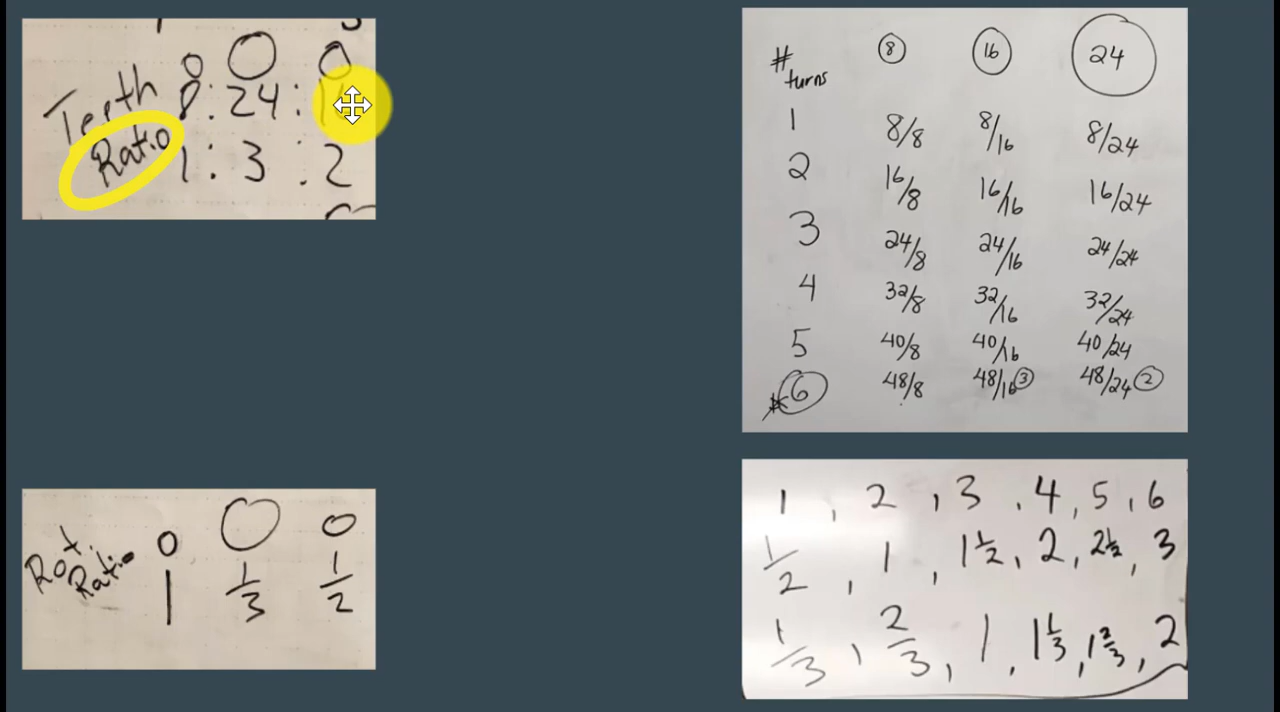 Teeth 8 : 24 : 1
Ratio 1 : 3 : 2
Rot. Ratio
1 1/3 1/2
# turns 8 16 24
1 8/8 8/16 8/24
2 16/8 16/16 16/24
3 24/8 24/16 24/24
4 32/8 32/16 32/24
5 40/8 40/16 40/24
* 6 48/8 48/16 3 48/24 2
1, 2, 3, 4, 5, 6
1/2, 1, 1 1/2, 2, 2 1/2, 3
1/3, 2/3, 1, 1 1/3, 1 2/3, 2